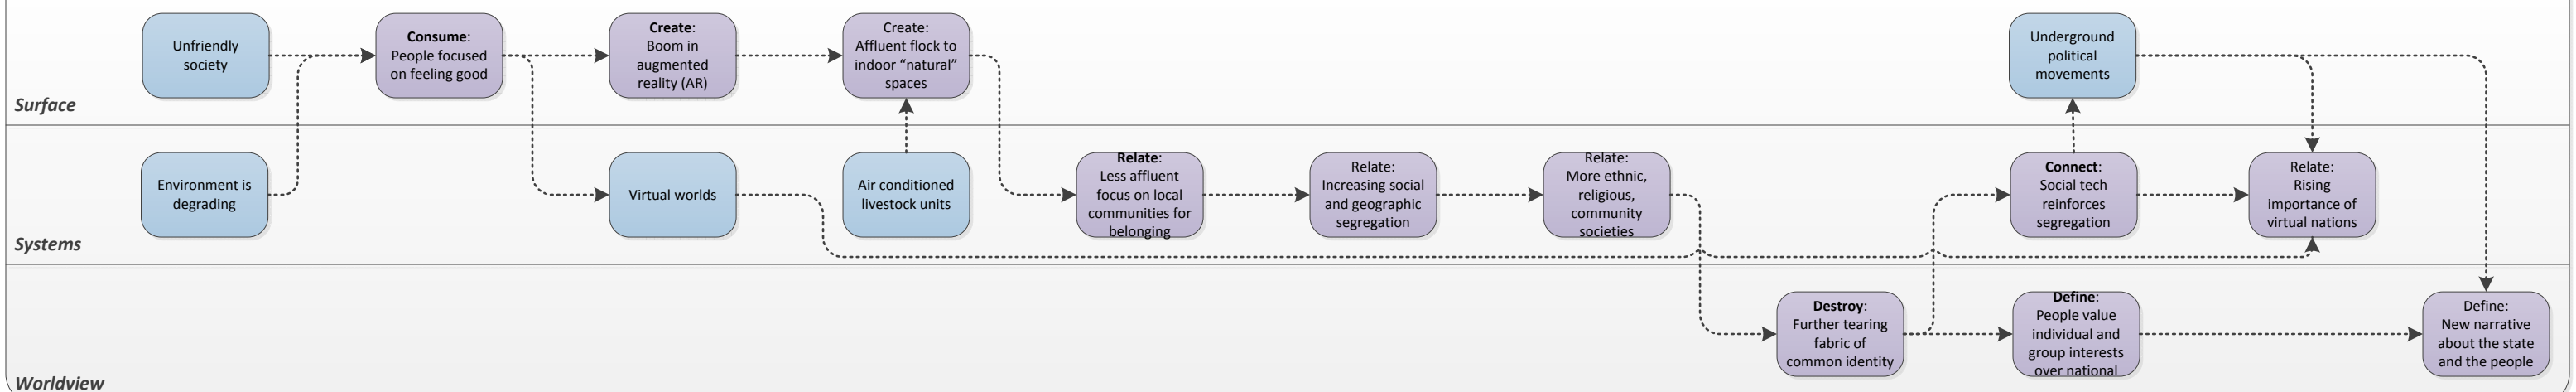 Unfriendly
society
Consume:
People focused
on feeling good
Create:
Boom in
augmented
reality (AR)
Create:
Affluent flock to
indoor “natural”
spaces
Underground
political
movements
Surface
Environment is
degrading
Virtual worlds
Air conditioned
livestock units
Relate:
Less affluent
focus on local
communities for
belonging
Relate:
Increasing social
and geographic
segregation
Relate:
More ethnic,
religious,
community
societies
Connect:
Social tech
reinforces
segregation
Relate:
Rising
importance of
virtual nations
Systems
Destroy:
Further tearing
fabric of
common identity
Define:
People value
individual and
group interests
over national
Define:
New narrative
about the state
and the people
Worldview